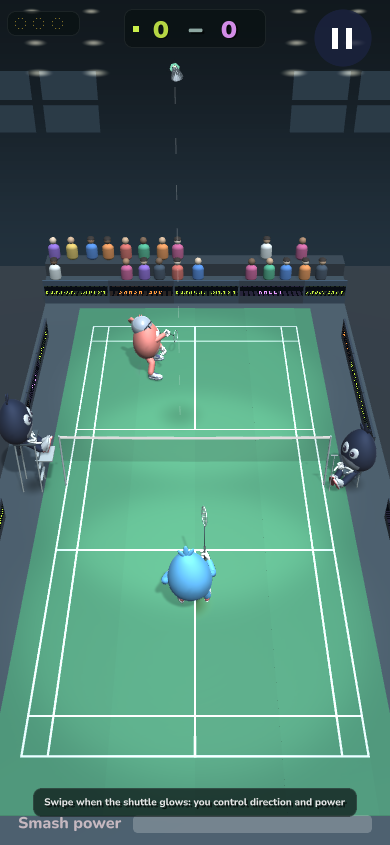 0 – 0
Swipe when the shuttle glows: you control direction and power
Smash power